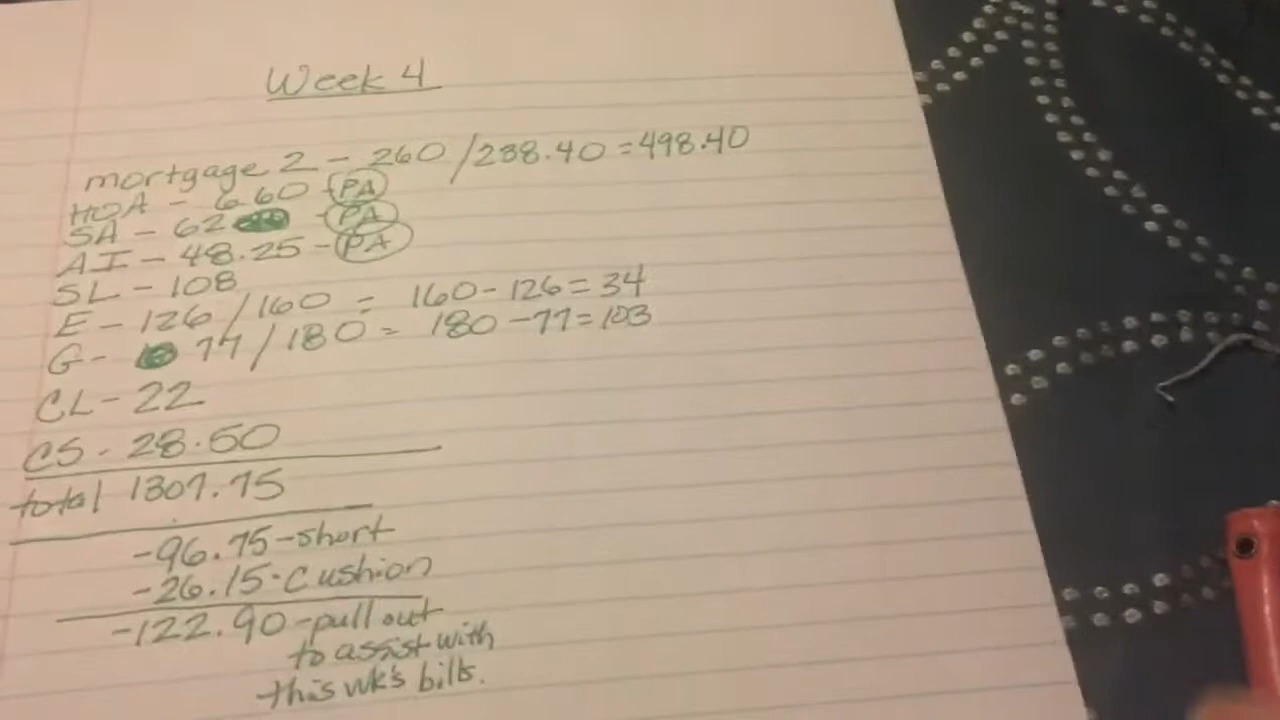 Week 4
mortgage 2 - 260 / 238.40 = 498.40
HOA - 6.60 - PA
SA - 62 - PA
AI - 48.25 - PA
SL - 108
E - 126 / 160 = 160 - 126 = 34
G - 77 / 180 = 180 - 77 = 103
CL - 22
CS - 28.50
total 1307.75
-96.75 - short
-26.15 - Cushion
-122.90 - pull out
to assist with
this wk's bills.